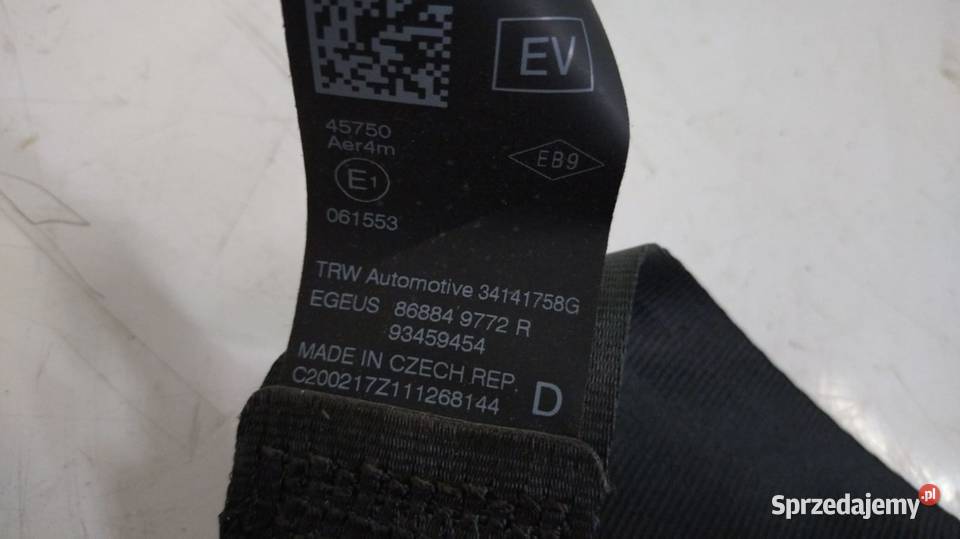 EV
45750
Aer4m
EB9
E1
061553
TRW Automotive 34141758G
EGEUS 86884 9772 R
93459454
MADE IN CZECH REP.
C200217Z111268144
D
Sprzedajemy.pl